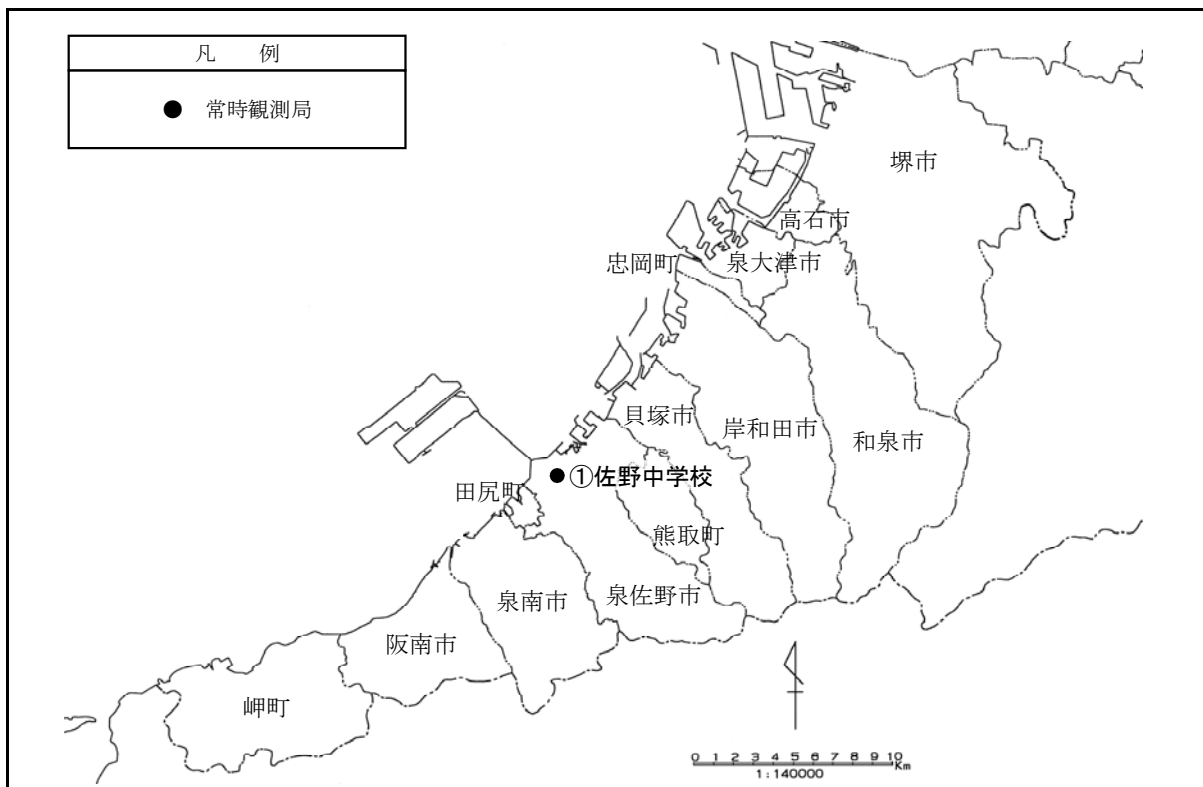 凡 例
● 常時観測局
堺市
高石市
泉大津市
忠岡町
貝塚市
岸和田市
和泉市
①佐野中学校
田尻町
熊取町
泉南市
泉佐野市
阪南市
岬町
0 1 2 3 4 5 6 7 8 9 10
Km
1:140000